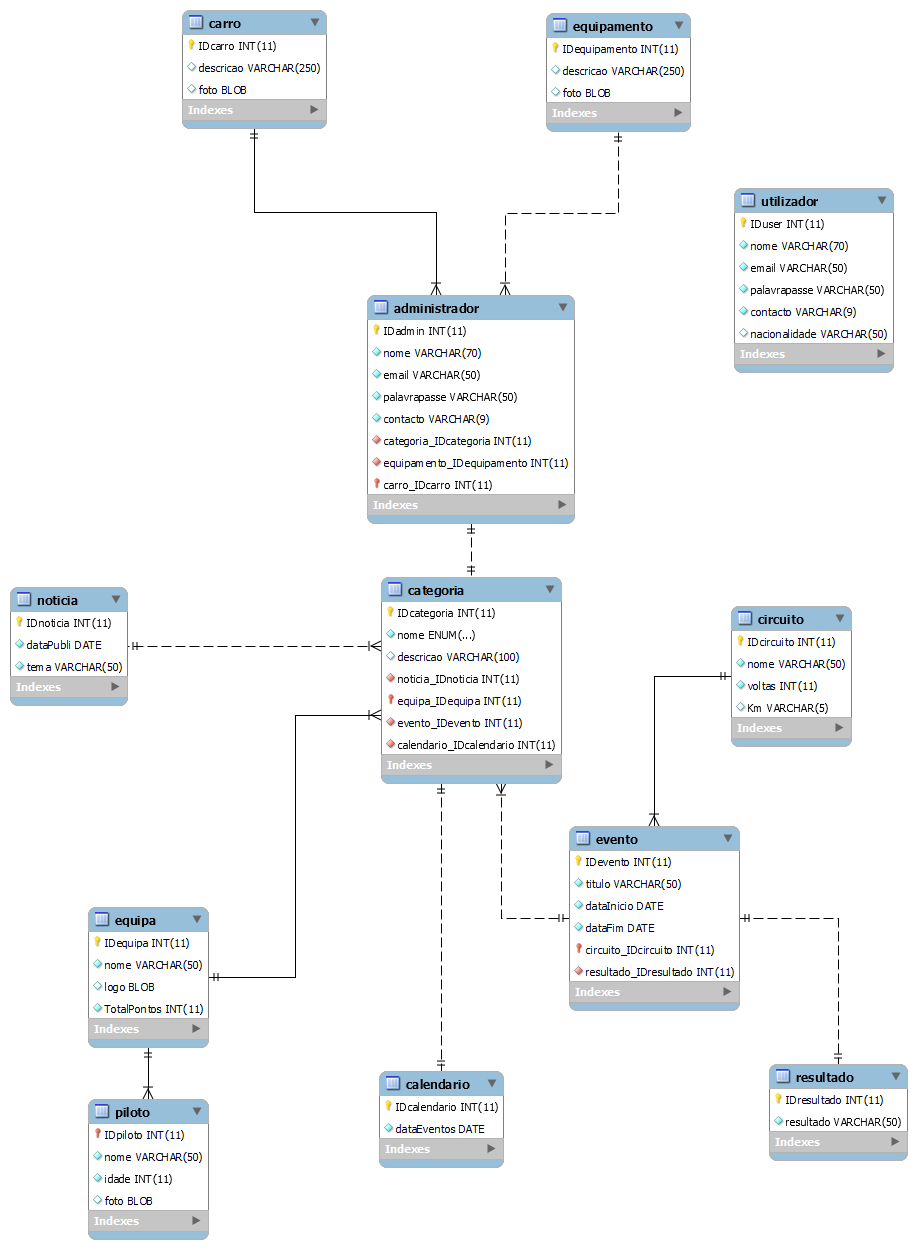 carro
IDcarro INT(11)
descricao VARCHAR(250)
foto BLOB
Indexes
equipamento
IDequipamento INT(11)
descricao VARCHAR(250)
foto BLOB
Indexes
utilizador
IDuser INT(11)
nome VARCHAR(70)
email VARCHAR(50)
palavrapasse VARCHAR(50)
contacto VARCHAR(9)
nacionalidade VARCHAR(50)
Indexes
administrador
IDadmin INT(11)
nome VARCHAR(70)
email VARCHAR(50)
palavrapasse VARCHAR(50)
contacto VARCHAR(9)
categoria_IDcategoria INT(11)
equipamento_IDequipamento INT(11)
carro_IDcarro INT(11)
Indexes
noticia
IDnoticia INT(11)
dataPubli DATE
tema VARCHAR(50)
Indexes
categoria
IDcategoria INT(11)
nome ENUM(...)
descricao VARCHAR(100)
noticia_IDnoticia INT(11)
equipa_IDequipa INT(11)
evento_IDevento INT(11)
calendario_IDcalendario INT(11)
Indexes
circuito
IDcircuito INT(11)
nome VARCHAR(50)
voltas INT(11)
Km VARCHAR(5)
Indexes
evento
IDevento INT(11)
titulo VARCHAR(50)
dataInicio DATE
dataFim DATE
circuito_IDcircuito INT(11)
resultado_IDresultado INT(11)
Indexes
equipa
IDequipa INT(11)
nome VARCHAR(50)
logo BLOB
TotalPontos INT(11)
Indexes
piloto
IDpiloto INT(11)
nome VARCHAR(50)
idade INT(11)
foto BLOB
Indexes
calendario
IDcalendario INT(11)
dataEventos DATE
Indexes
resultado
IDresultado INT(11)
resultado VARCHAR(50)
Indexes